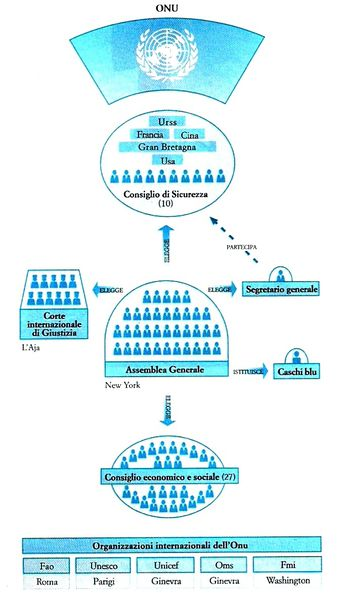 ONU
Urss
Francia
Cina
Gran Bretagna
Usa
Consiglio di Sicurezza
(10)
ELEGGE
PARTECIPA
ELEGGE
ELEGGE
Segretario generale
Corte
internazionale
di Giustizia
L'Aja
Assemblea Generale
New York
ISTITUISCE
Caschi blu
ELEGGE
Consiglio economico e sociale (27)
Organizzazioni internazionali dell'Onu
Fao
Unesco
Unicef
Oms
Fmi
Roma
Parigi
Ginevra
Ginevra
Washington